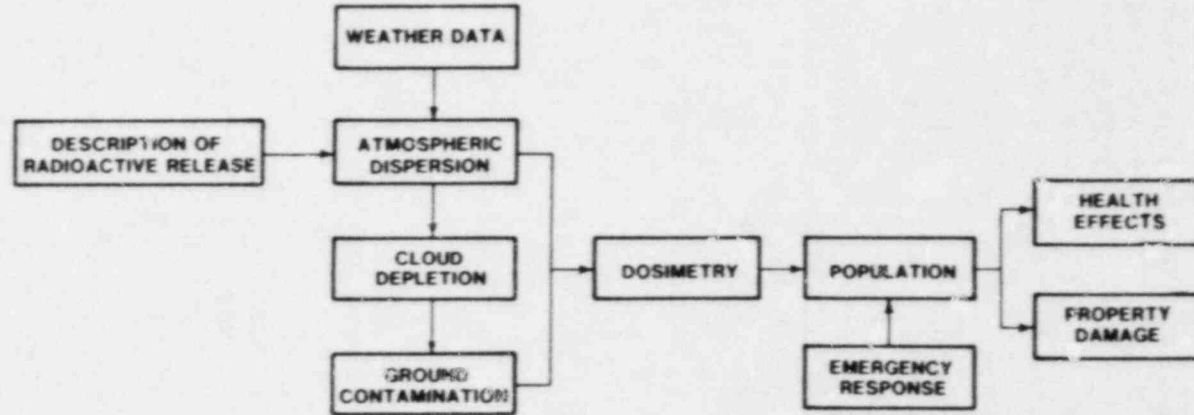 WEATHER DATA
DESCRIPTION OF
RADIOACTIVE RELEASE
ATMOSPHERIC
DISPERSION
CLOUD
DEPLETION
GROUND
CONTAMINATION
DOSIMETRY
POPULATION
EMERGENCY
RESPONSE
HEALTH
EFFECTS
PROPERTY
DAMAGE